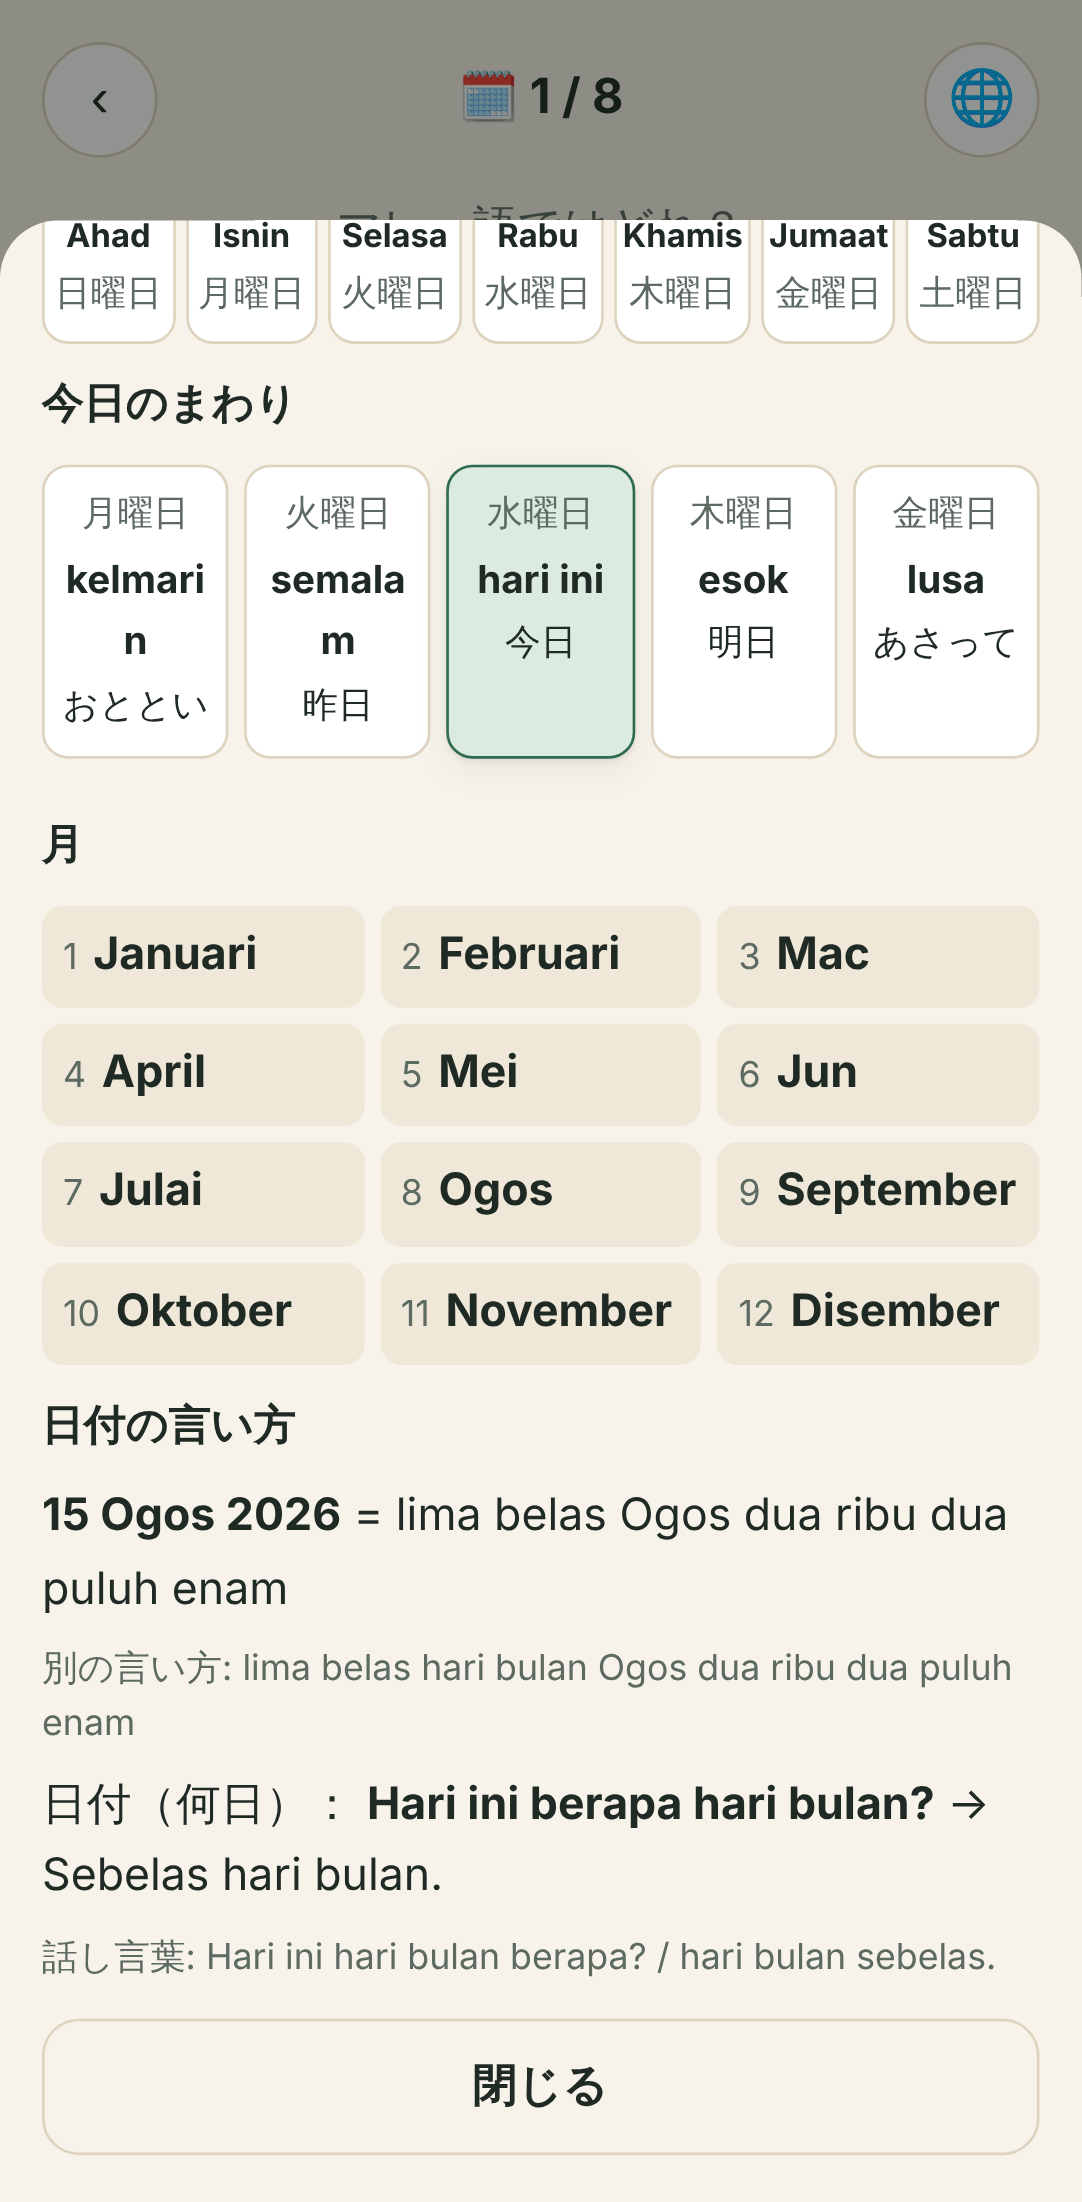 ‹
1 / 8
Ahad Isnin Selasa Rabu Khamis Jumaat Sabtu
日曜日 月曜日 火曜日 水曜日 木曜日 金曜日 土曜日
今日のまわり
月曜日
kelmari
n
おととい
火曜日
semala
m
昨日
水曜日
hari ini
今日
木曜日
esok
明日
金曜日
lusa
あさって
月
1 Januari
2 Februari
3 Mac
4 April
5 Mei
6 Jun
7 Julai
8 Ogos
9 September
10 Oktober
11 November
12 Disember
日付の言い方
15 Ogos 2026 = lima belas Ogos dua ribu dua
puluh enam
別の言い方: lima belas hari bulan Ogos dua ribu dua puluh
enam
日付（何日）： Hari ini berapa hari bulan? →
Sebelas hari bulan.
話し言葉: Hari ini hari bulan berapa? / hari bulan sebelas.
閉じる